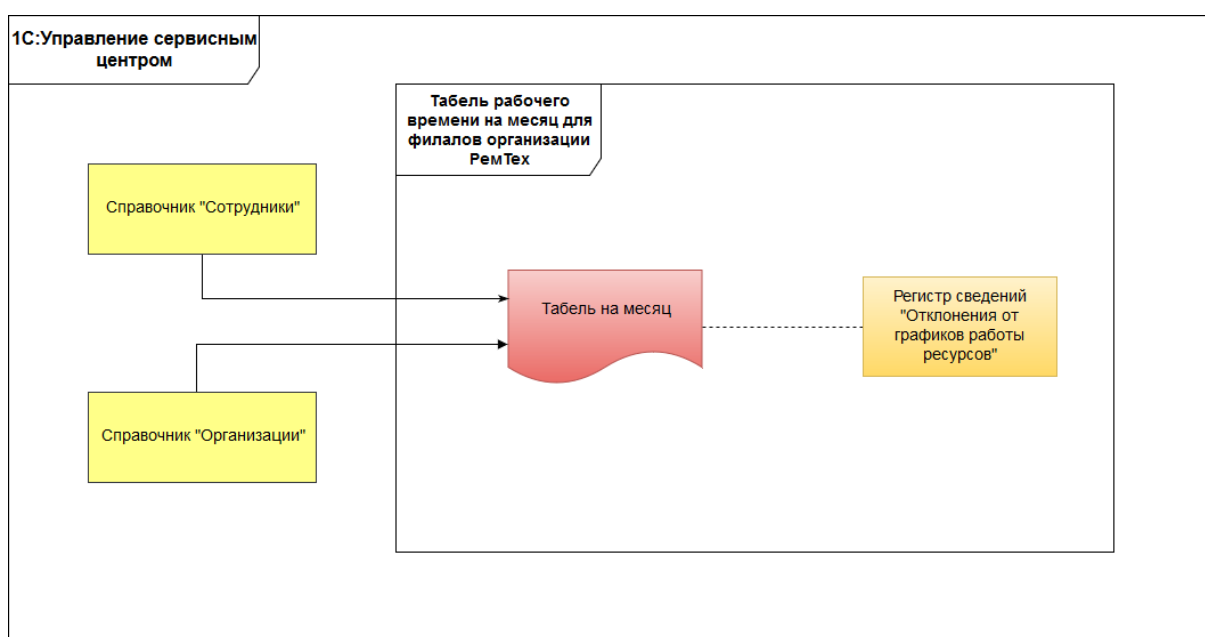 1С:Управление сервисным
центром
Табель рабочего
времени на месяц для
филалов организации
РемТех
Справочник "Сотрудники"
Табель на месяц
Регистр сведений
"Отклонения от
графиков работы
ресурсов"
Справочник "Организации"